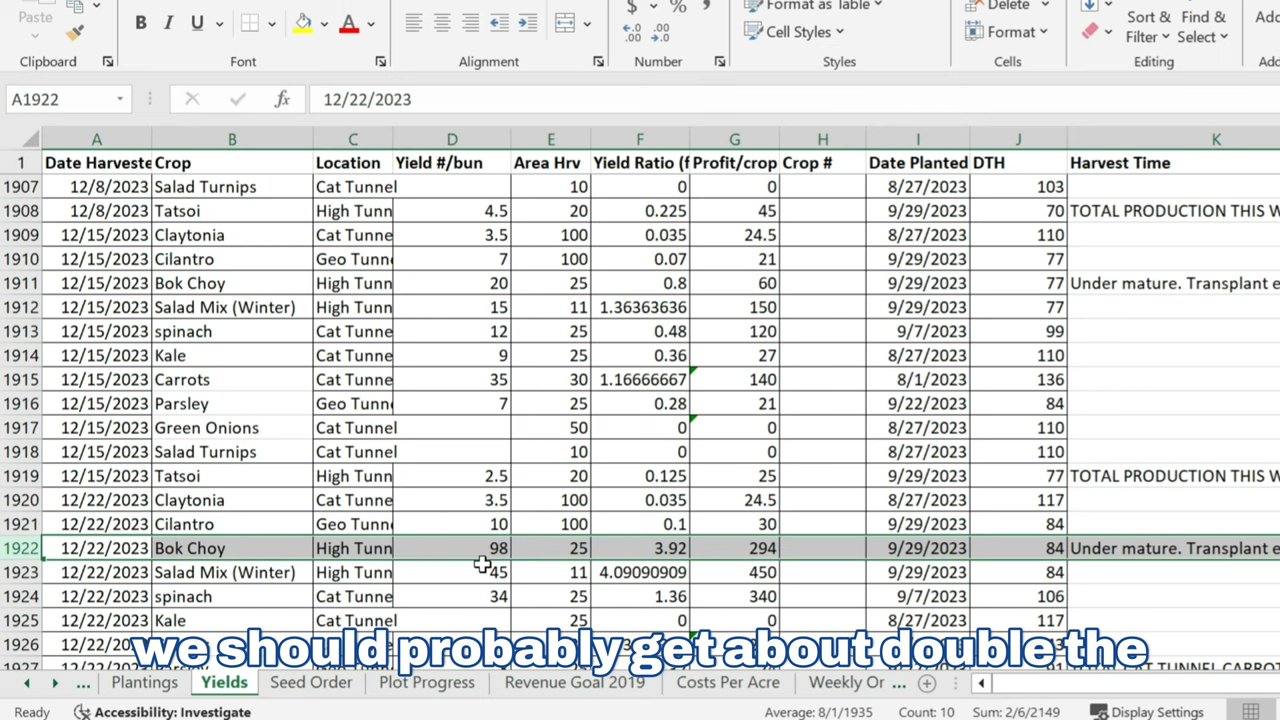 Paste
B I U A
$ % ,
Format as Table
Cell Styles
Delete
Format
Sort & Find &
Filter Select
Clipboard Font Alignment Number Styles Cells Editing
A1922 fx 12/22/2023
A B C D E F G H I J K
1 Date Harveste Crop Location Yield #/bun Area Hrv Yield Ratio (f Profit/crop Crop # Date Planted DTH Harvest Time
1907 12/8/2023 Salad Turnips Cat Tunnel 10 0 0 8/27/2023 103
1908 12/8/2023 Tatsoi High Tunn 4.5 20 0.225 45 9/29/2023 70 TOTAL PRODUCTION THIS W
1909 12/15/2023 Claytonia Cat Tunne 3.5 100 0.035 24.5 8/27/2023 110
1910 12/15/2023 Cilantro Geo Tunne 7 100 0.07 21 9/29/2023 77
1911 12/15/2023 Bok Choy High Tunn 20 25 0.8 60 9/29/2023 77 Under mature. Transplant e
1912 12/15/2023 Salad Mix (Winter) High Tunn 15 11 1.36363636 150 9/29/2023 77
1913 12/15/2023 spinach Cat Tunne 12 25 0.48 120 9/7/2023 99
1914 12/15/2023 Kale Cat Tunne 9 25 0.36 27 8/27/2023 110
1915 12/15/2023 Carrots Cat Tunne 35 30 1.16666667 140 8/1/2023 136
1916 12/15/2023 Parsley Geo Tunn 7 25 0.28 21 9/22/2023 84
1917 12/15/2023 Green Onions Cat Tunnel 50 0 0 8/27/2023 110
1918 12/15/2023 Salad Turnips Cat Tunnel 10 0 0 8/27/2023 110
1919 12/15/2023 Tatsoi High Tunn 2.5 20 0.125 25 9/29/2023 77 TOTAL PRODUCTION THIS W
1920 12/22/2023 Claytonia Cat Tunne 3.5 100 0.035 24.5 8/27/2023 117
1921 12/22/2023 Cilantro Geo Tunn 10 100 0.1 30 9/29/2023 84
1922 12/22/2023 Bok Choy High Tunn 98 25 3.92 294 9/29/2023 84 Under mature. Transplant e
1923 12/22/2023 Salad Mix (Winter) High Tunn 45 11 4.09090909 450 9/29/2023 84
1924 12/22/2023 spinach Cat Tunne 34 25 1.36 340 9/7/2023 106
1925 12/22/2023 Kale Cat Tunnel 25 0 0 8/27/2023 117
1926
we should probably get about double the
... Plantings Yields Seed Order Plot Progress Revenue Goal 2019 Costs Per Acre Weekly Or ...
Ready Accessibility: Investigate Average: 8/1/1935 Count: 10 Sum: 2/6/2149 Display Settings